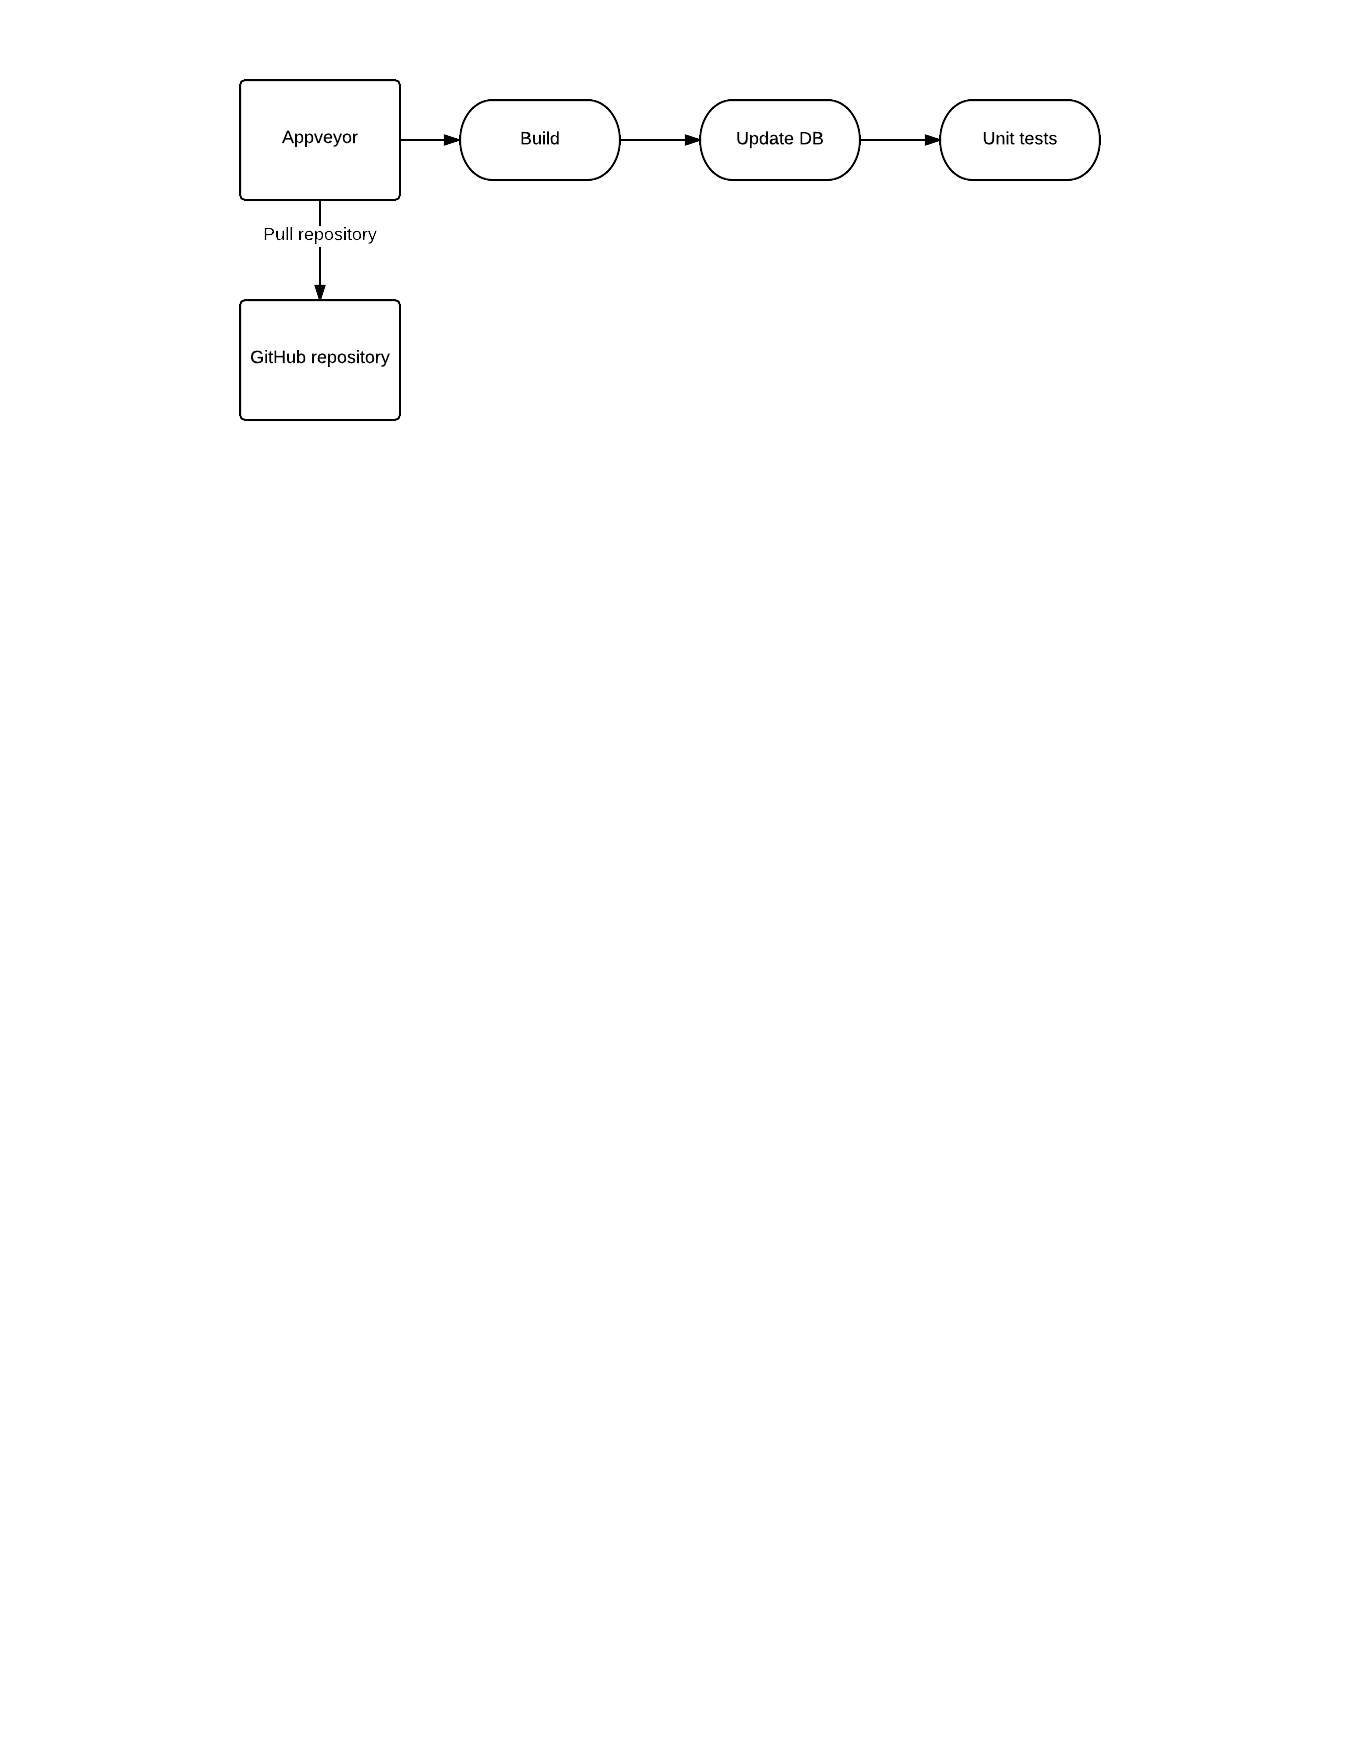 Appveyor
Build
Update DB
Unit tests
Pull repository
GitHub repository